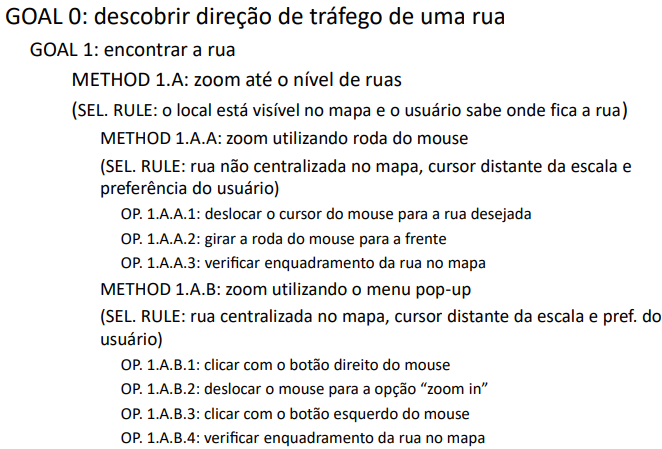 GOAL 0: descobrir direção de tráfego de uma rua
GOAL 1: encontrar a rua
METHOD 1.A: zoom até o nível de ruas
(SEL. RULE: o local está visível no mapa e o usuário sabe onde fica a rua)
METHOD 1.A.A: zoom utilizando roda do mouse
(SEL. RULE: rua não centralizada no mapa, cursor distante da escala e
preferência do usuário)
OP. 1.A.A.1: deslocar o cursor do mouse para a rua desejada
OP. 1.A.A.2: girar a roda do mouse para a frente
OP. 1.A.A.3: verificar enquadramento da rua no mapa
METHOD 1.A.B: zoom utilizando o menu pop-up
(SEL. RULE: rua centralizada no mapa, cursor distante da escala e pref. do
usuário)
OP. 1.A.B.1: clicar com o botão direito do mouse
OP. 1.A.B.2: deslocar o mouse para a opção “zoom in”
OP. 1.A.B.3: clicar com o botão esquerdo do mouse
OP. 1.A.B.4: verificar enquadramento da rua no mapa